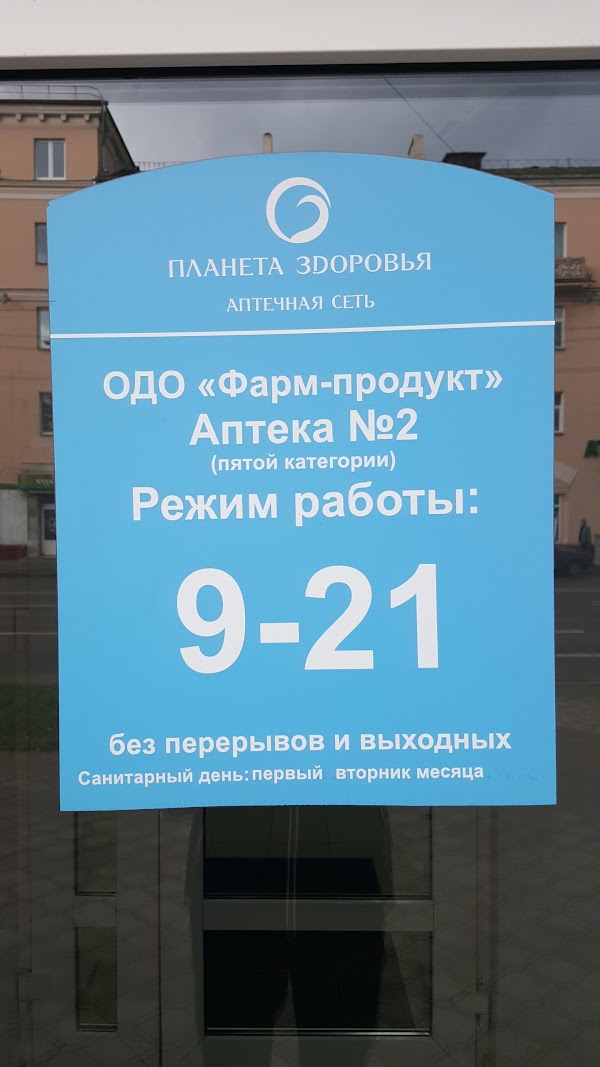 ПЛАНЕТА ЗДОРОВЬЯ
АПТЕЧНАЯ СЕТЬ
ОДО «Фарм-продукт»
Аптека №2
(пятой категории)
Режим работы:
9-21
без перерывов и выходных
Санитарный день: первый вторник месяца